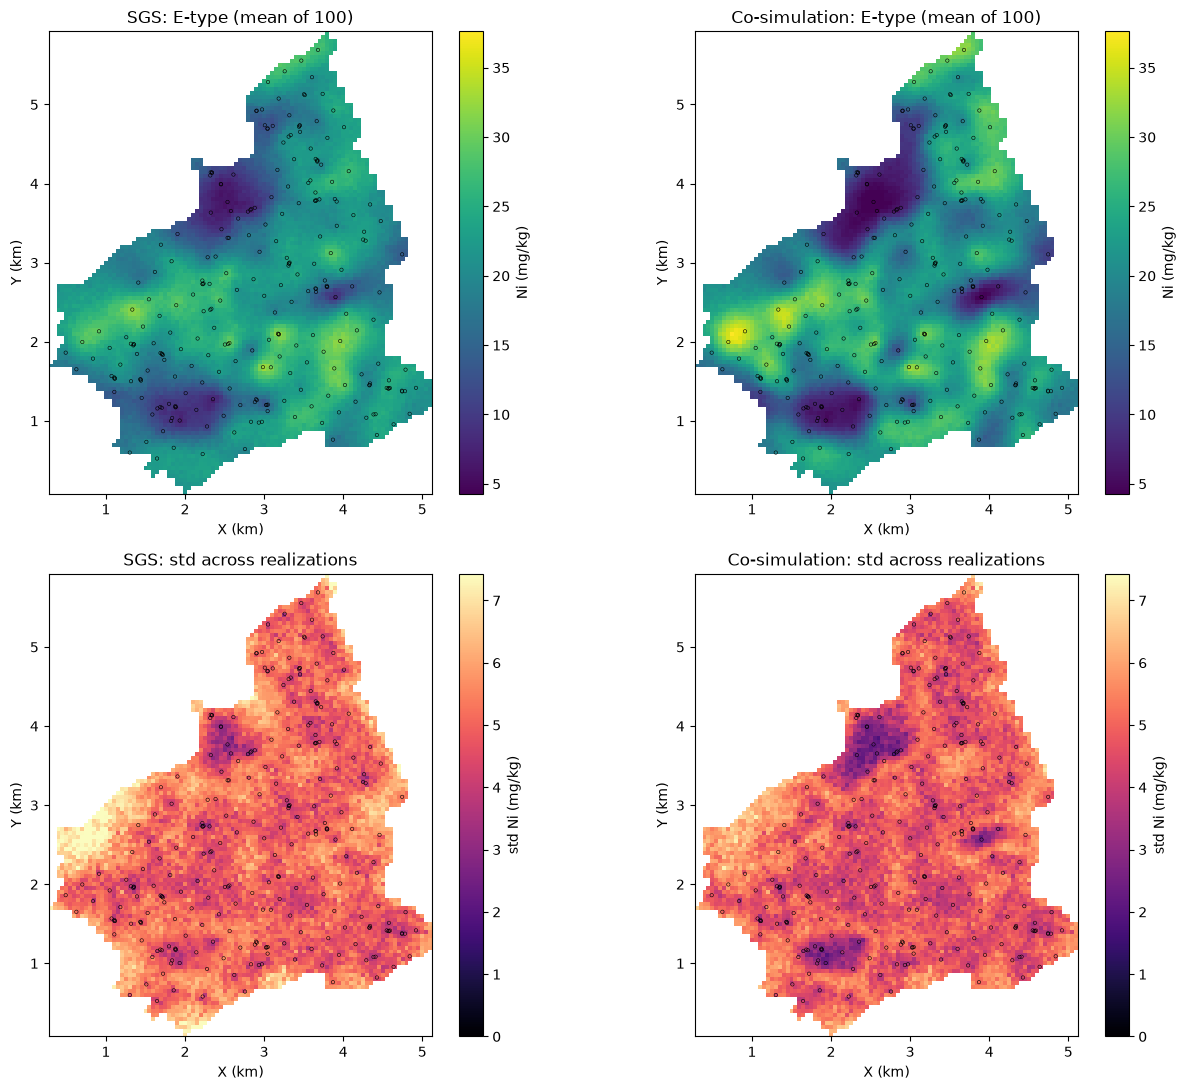 SGS: E-type (mean of 100)
5
4
3
2
1
Y (km)
1 2 3 4 5
X (km)
35
30
25
20
15
10
5
Ni (mg/kg)
Co-simulation: E-type (mean of 100)
5
4
3
2
1
Y (km)
1 2 3 4 5
X (km)
35
30
25
20
15
10
5
Ni (mg/kg)
SGS: std across realizations
5
4
3
2
1
Y (km)
1 2 3 4 5
X (km)
7
6
5
4
3
2
1
0
std Ni (mg/kg)
Co-simulation: std across realizations
5
4
3
2
1
Y (km)
1 2 3 4 5
X (km)
7
6
5
4
3
2
1
0
std Ni (mg/kg)